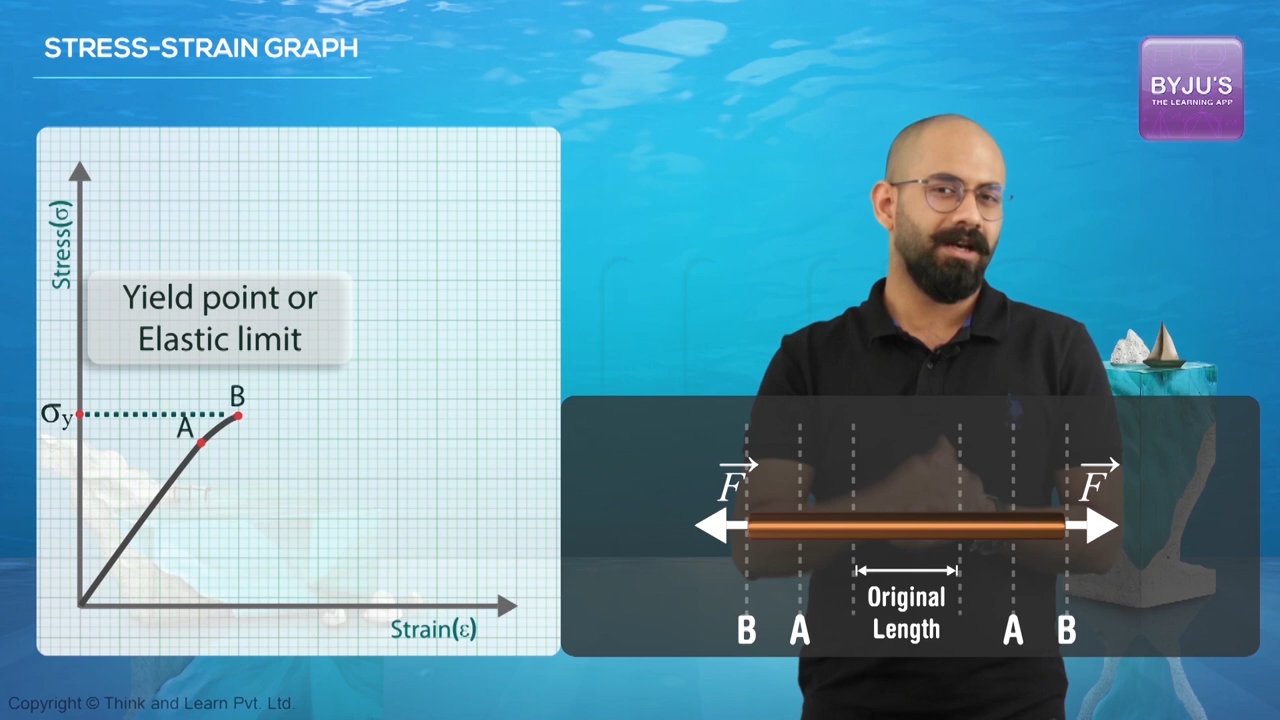 STRESS-STRAIN GRAPH
BYJU'S
THE LEARNING APP
Stress(σ)
Yield point or
Elastic limit
B
σy
A
Strain(ε)
F
F
Original
Length
B
A
A
B
Copyright © Think and Learn Pvt. Ltd.